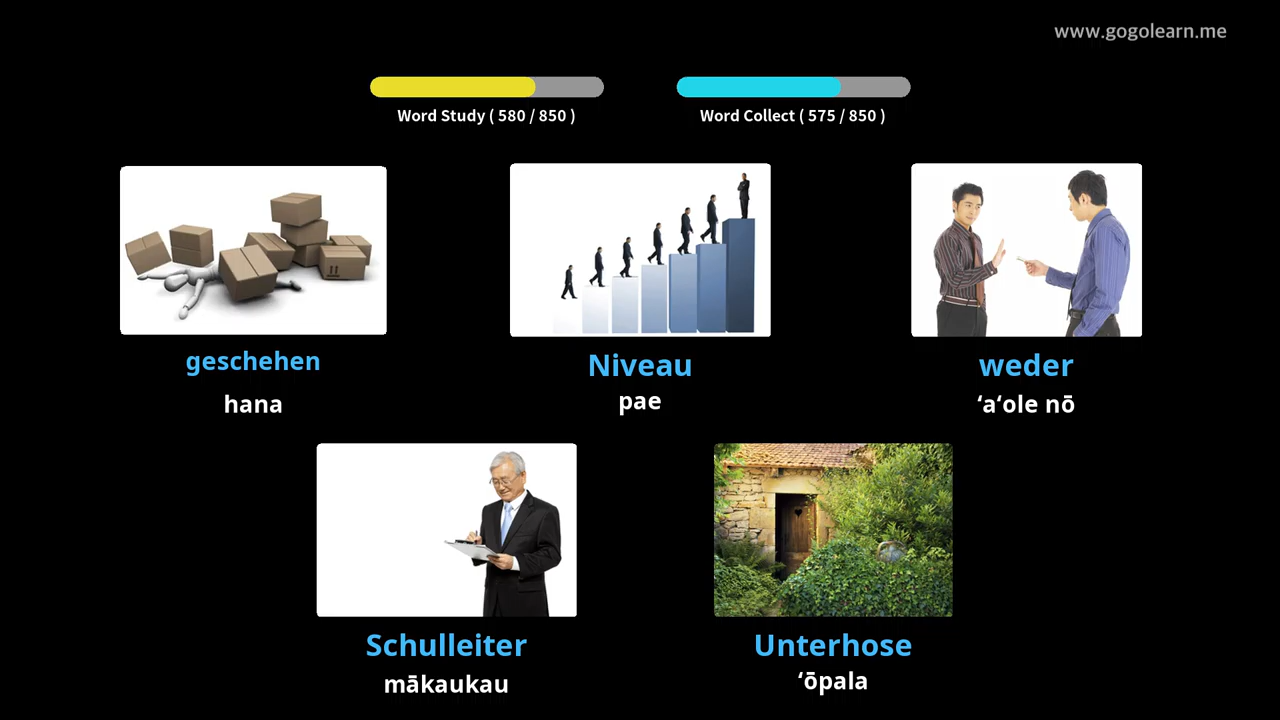 www.gogolearn.me
Word Study ( 580 / 850 )
Word Collect ( 575 / 850 )
geschehen
hana
Niveau
pae
weder
ʻaʻole nō
Schulleiter
mākaukau
Unterhose
ʻōpala